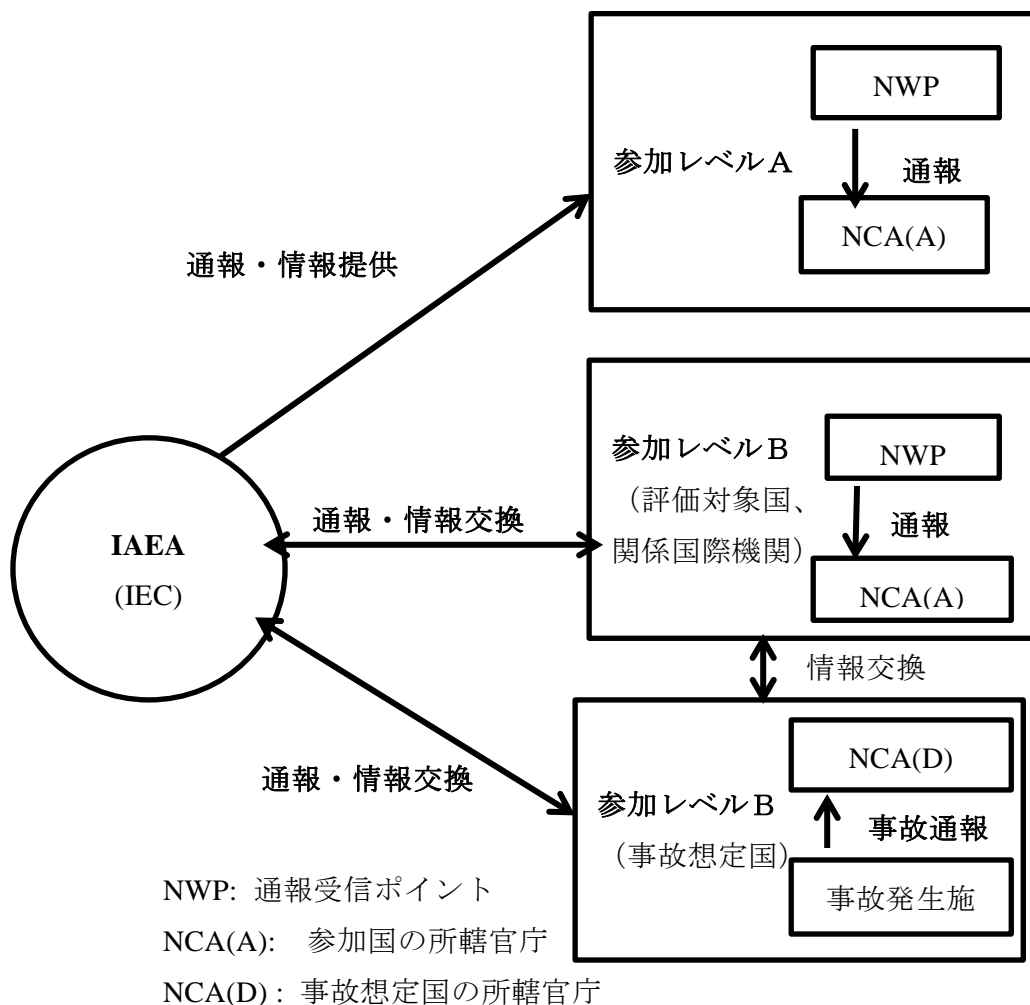 NWP
参加レベルA
通報
NCA(A)
通報・情報提供
参加レベルB
(評価対象国、
関係国際機関)
NWP
通報
NCA(A)
通報・情報交換
IAEA
(IEC)
情報交換
通報・情報交換
参加レベルB
(事故想定国)
NCA(D)
事故通報
事故発生施
NWP: 通報受信ポイント
NCA(A): 参加国の所轄官庁
NCA(D) : 事故想定国の所轄官庁